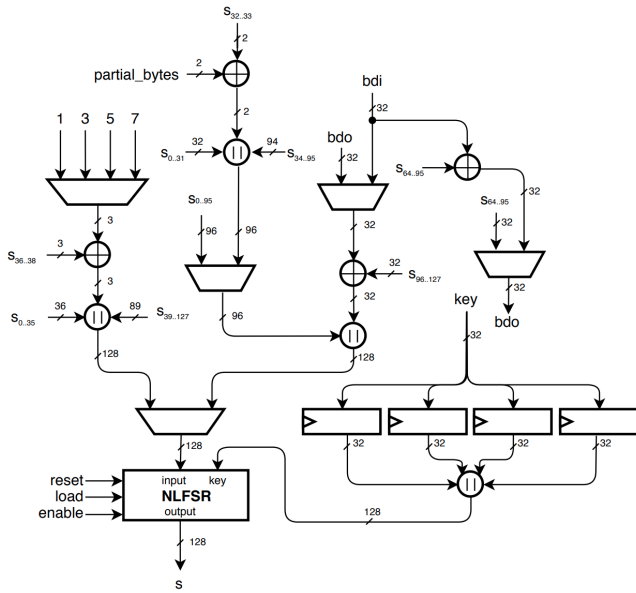 s32..33
2
partial_bytes
2
bdi
32
2
1 3 5 7
bdo
32
s0..31
32
||
94
s34..95
s64..95
32
s0..95
s64..95
32
3
96
96
32
32
s36..38
3
32
s96..127
3
32
key
bdo
s0..35
36
||
89
s39..127
96
||
32
128
128
128
32
32
32
32
reset
load
enable
input key
NLFSR
output
||
128
128
s